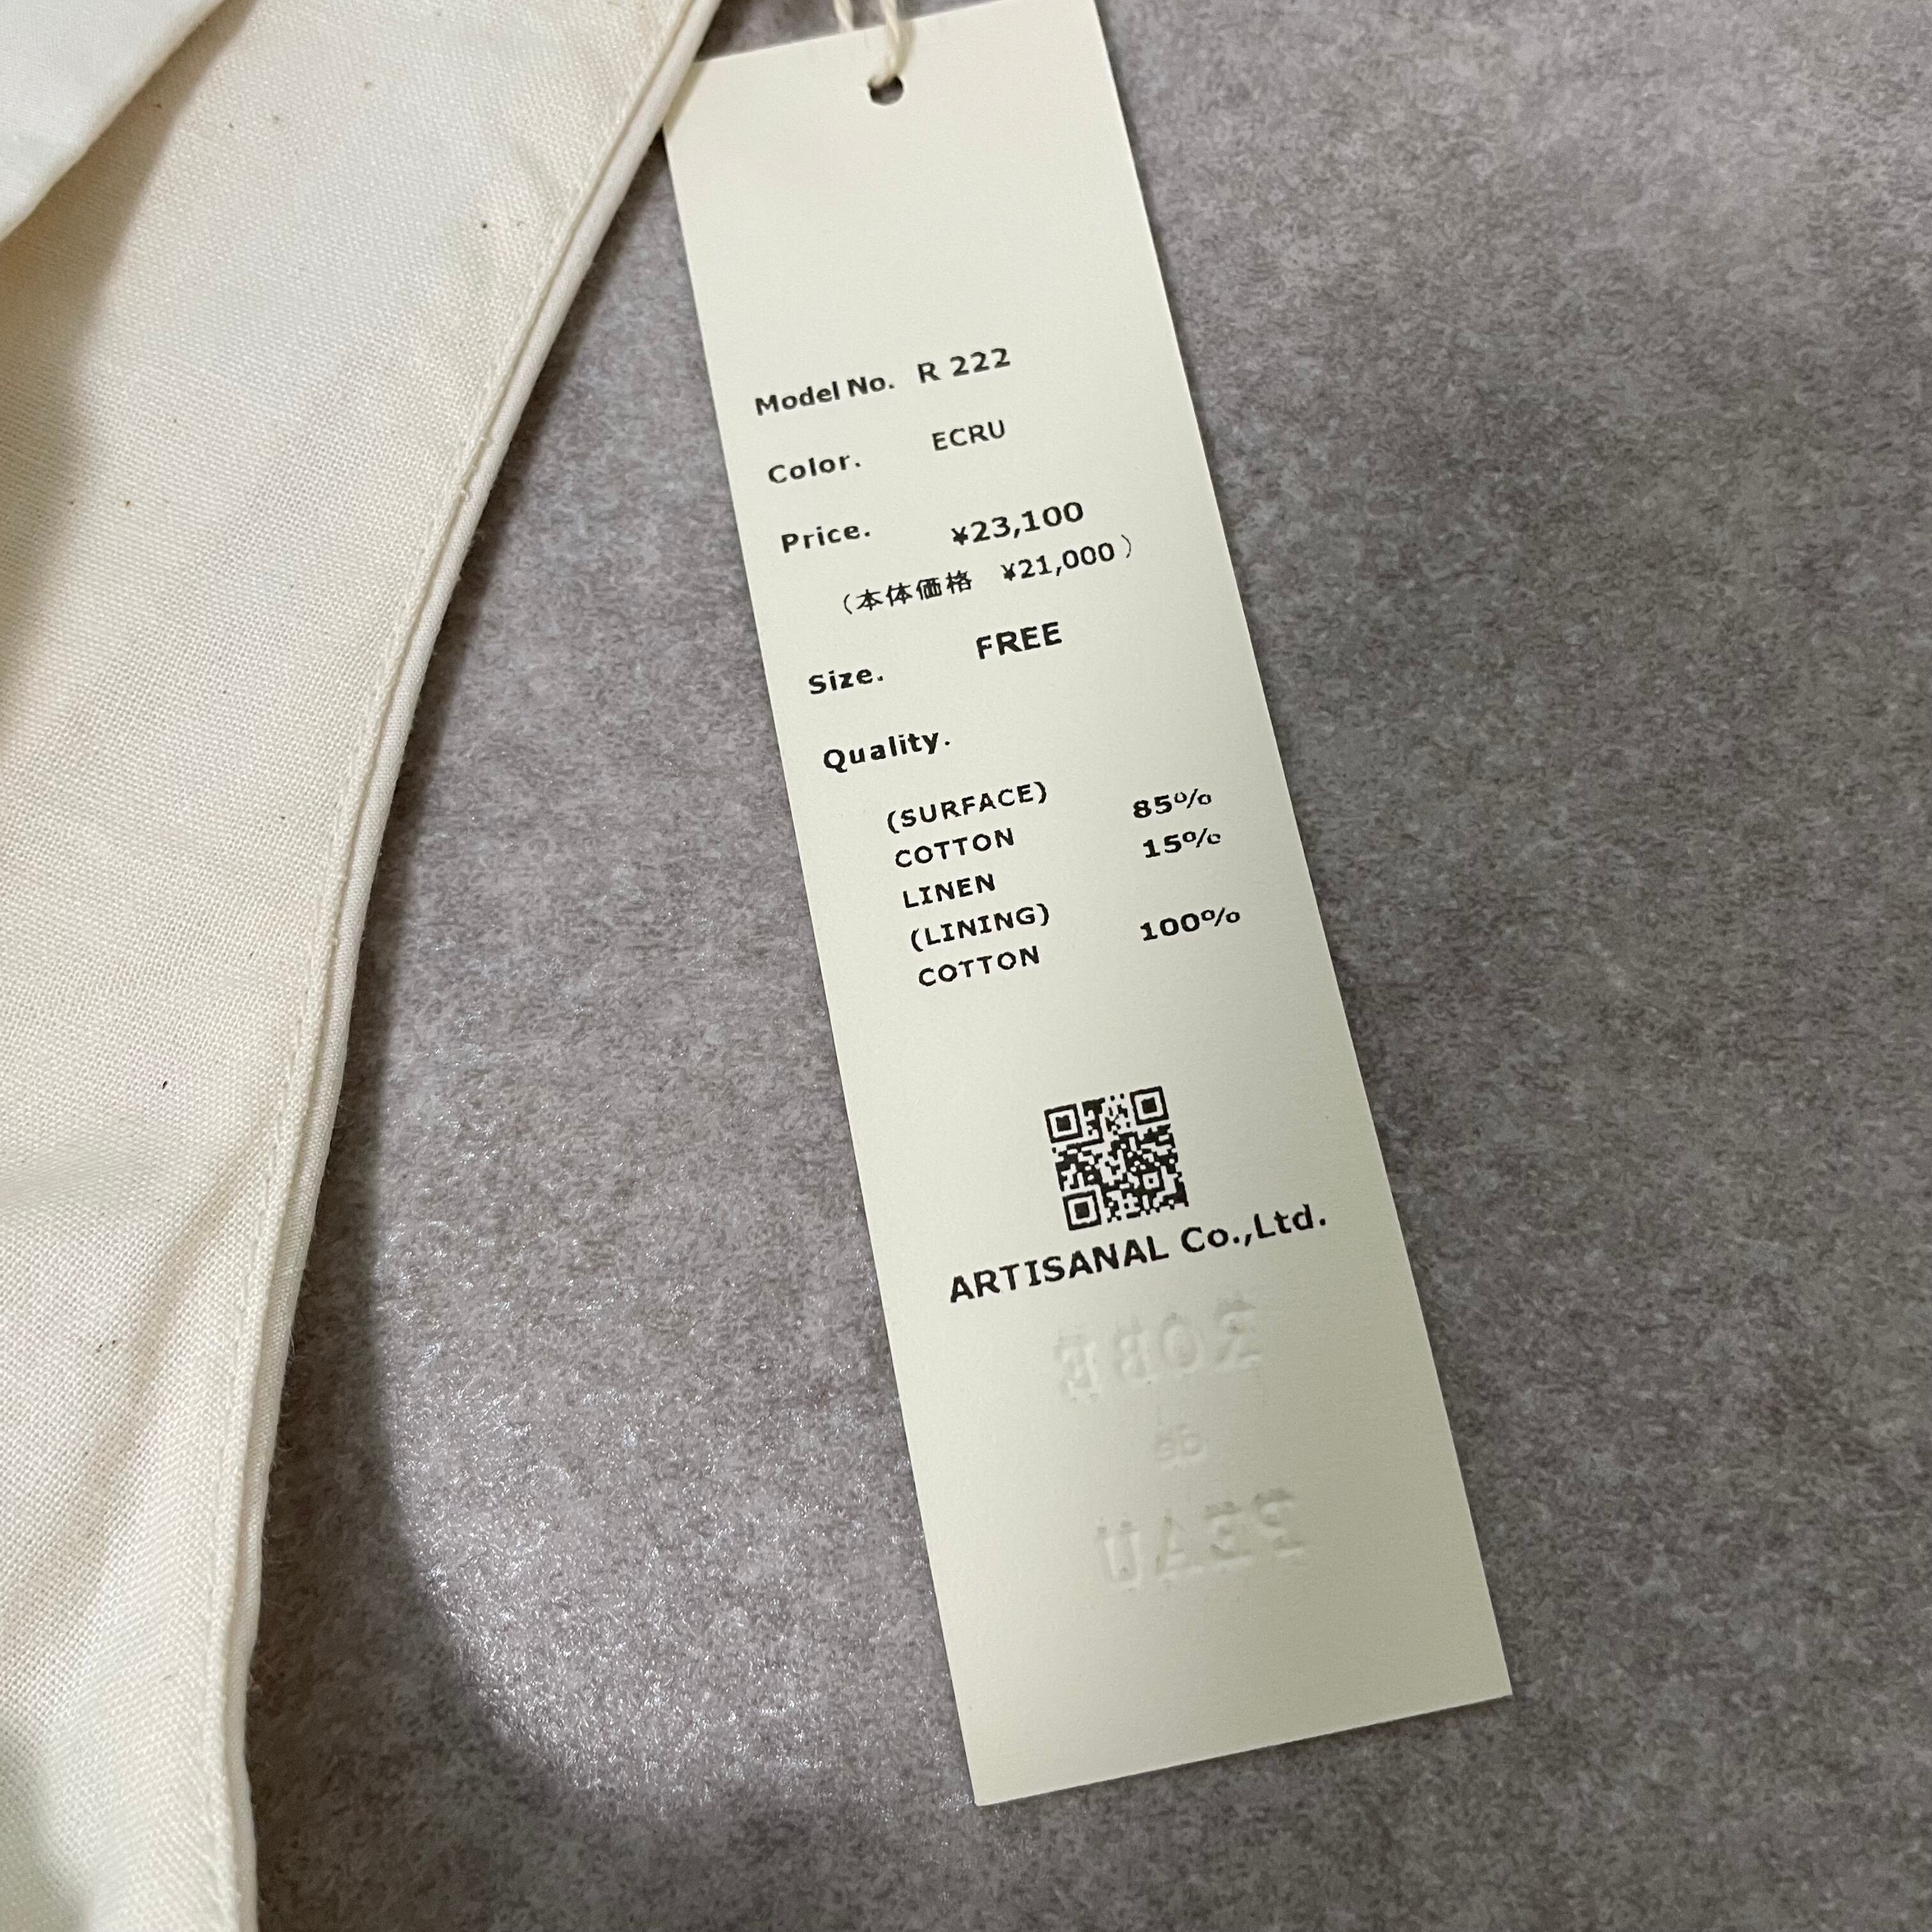 Model No. R 222
Color. ECRU
Price. ¥23,100
(本体価格 ¥21,000)
Size. FREE
Quality.
(SURFACE)
COTTON 85%
LINEN 15%
(LINING)
COTTON 100%
ARTISANAL Co.,Ltd.
ROBE
de
PEAU